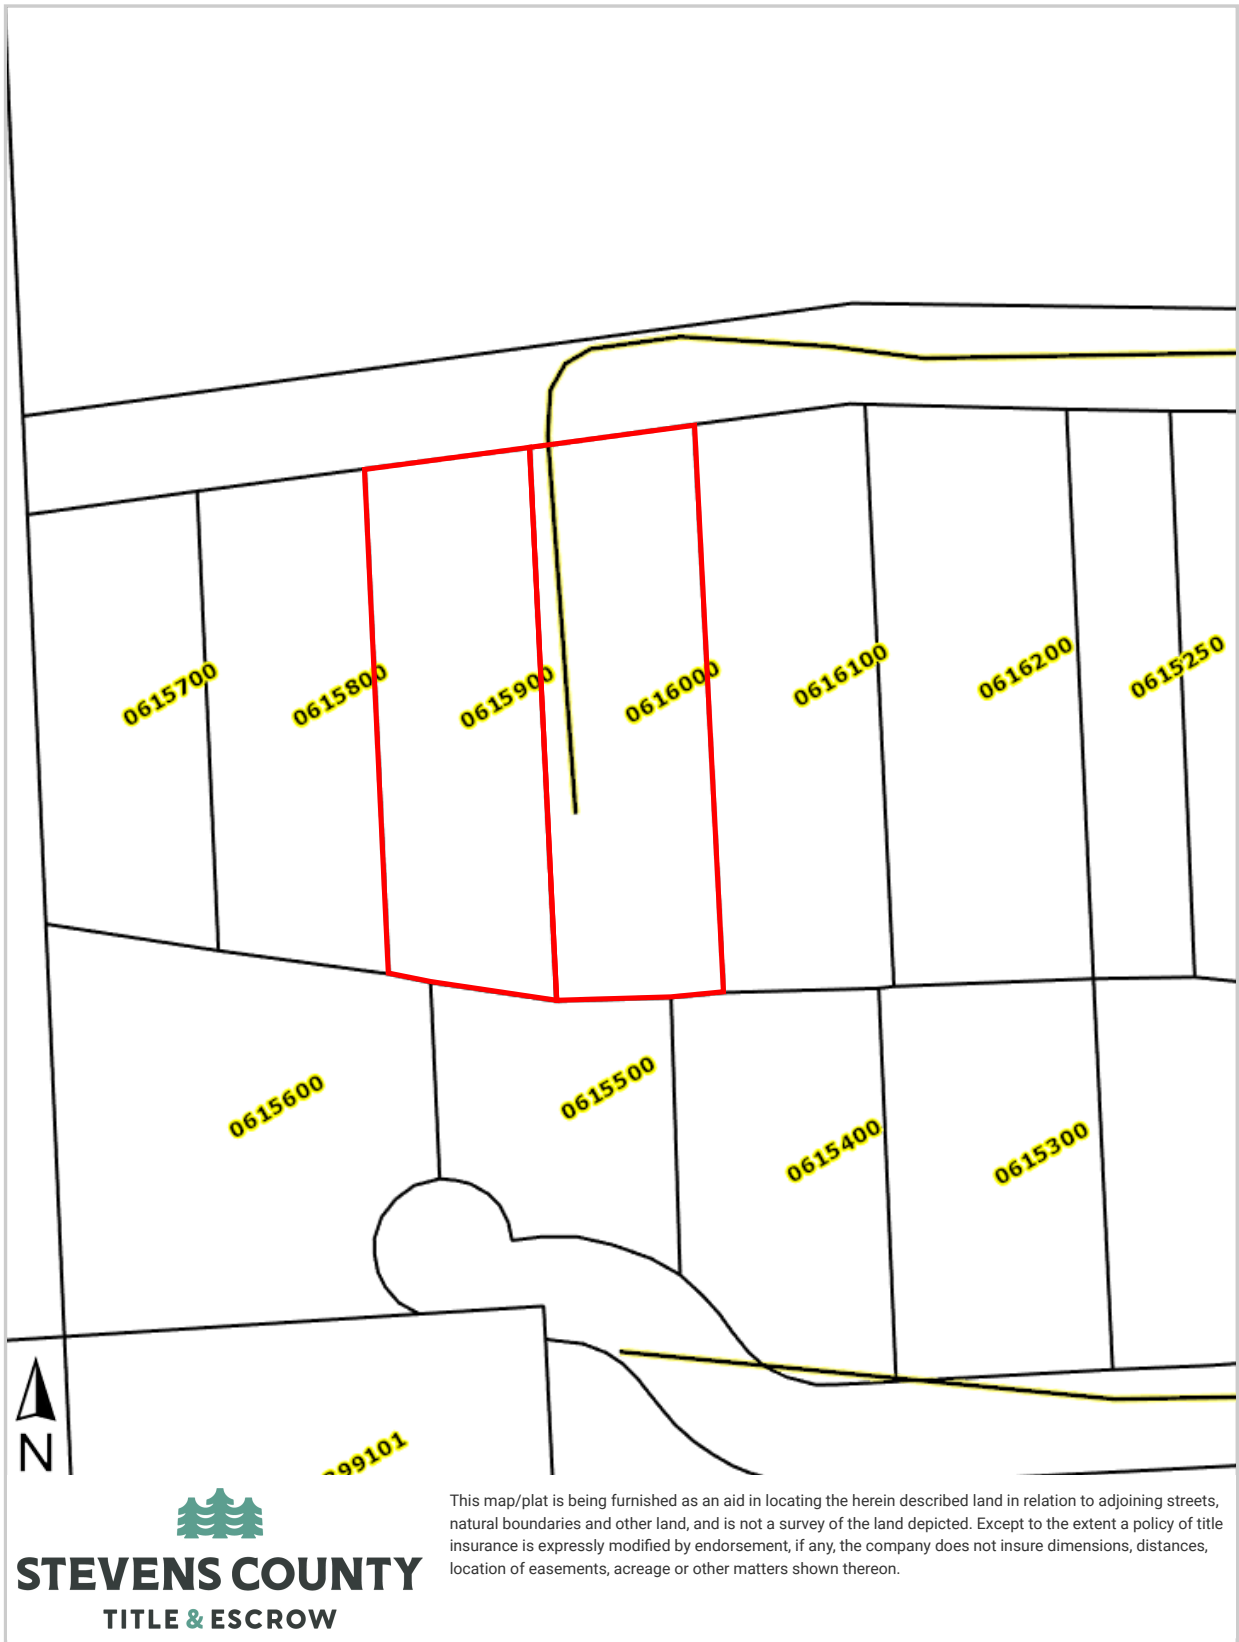 0615700
0615800
0615900
0616000
0616100
0616200
0615250
0615600
0615500
0615400
0615300
99101
N
STEVENS COUNTY
TITLE & ESCROW
This map/plat is being furnished as an aid in locating the herein described land in relation to adjoining streets,
natural boundaries and other land, and is not a survey of the land depicted. Except to the extent a policy of title
insurance is expressly modified by endorsement, if any, the company does not insure dimensions, distances,
location of easements, acreage or other matters shown thereon.